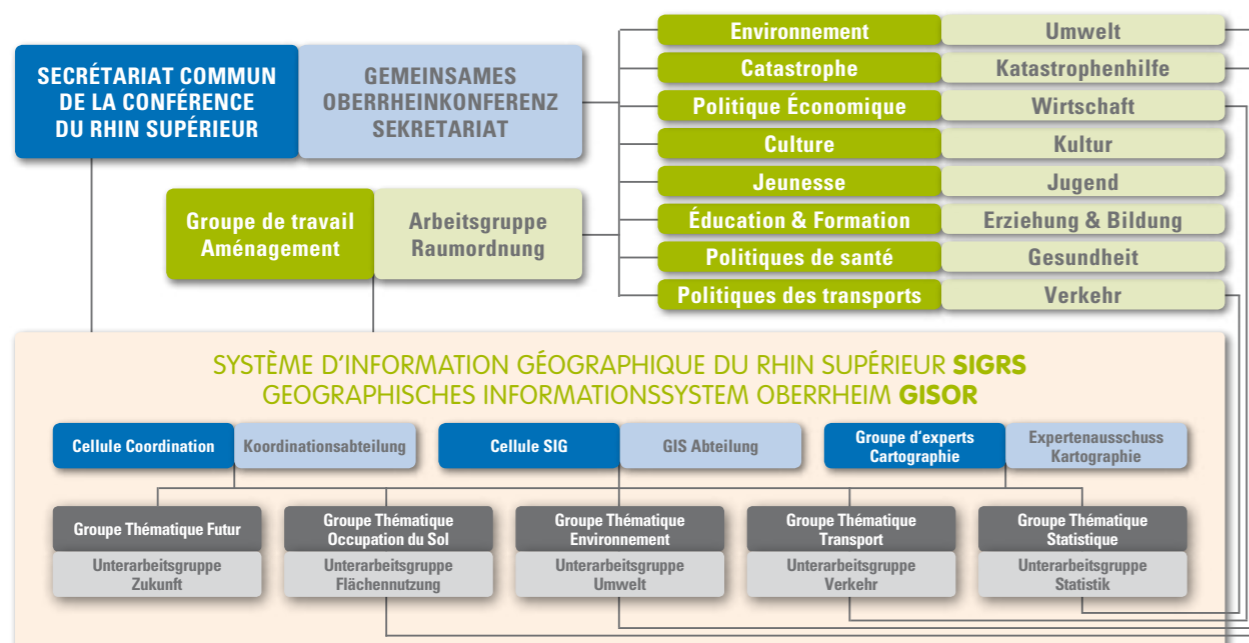 SECRÉTARIAT COMMUN
DE LA CONFÉRENCE
DU RHIN SUPÉRIEUR
GEMEINSAMES
OBERRHEINKONFERENZ
SEKRETARIAT
Groupe de travail
Aménagement
Arbeitsgruppe
Raumordnung
Environnement
Umwelt
Catastrophe
Katastrophenhilfe
Politique Économique
Wirtschaft
Culture
Kultur
Jeunesse
Jugend
Éducation & Formation
Erziehung & Bildung
Politiques de santé
Gesundheit
Politiques des transports
Verkehr
SYSTÈME D'INFORMATION GÉOGRAPHIQUE DU RHIN SUPÉRIEUR SIGRS
GEOGRAPHISCHES INFORMATIONSSYSTEM OBERRHEIM GISOR
Cellule Coordination
Koordinationsabteilung
Cellule SIG
GIS Abteilung
Groupe d'experts
Cartographie
Expertenausschuss
Kartographie
Groupe Thématique Futur
Unterarbeitsgruppe
Zukunft
Groupe Thématique
Occupation du Sol
Unterarbeitsgruppe
Flächennutzung
Groupe Thématique
Environnement
Unterarbeitsgruppe
Umwelt
Groupe Thématique
Transport
Unterarbeitsgruppe
Verkehr
Groupe Thématique
Statistique
Unterarbeitsgruppe
Statistik